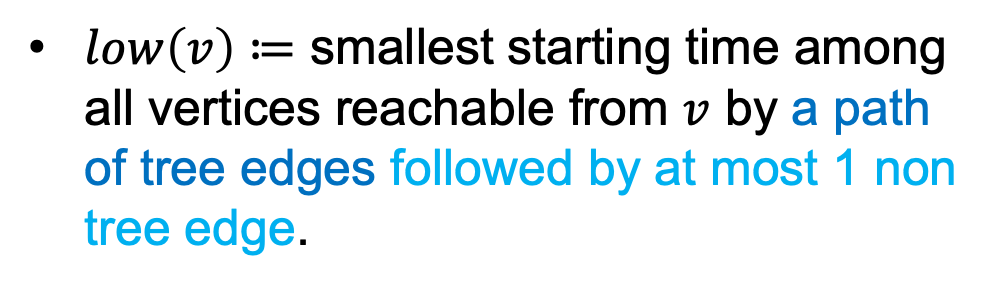 • 𝑙𝑜𝑤(𝑣) ≔ smallest starting time among
all vertices reachable from 𝑣 by a path
of tree edges followed by at most 1 non
tree edge.